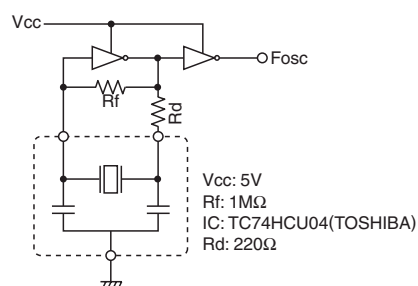 Vcc
Fosc
Rf
Rd
Vcc: 5V
Rf: 1MΩ
IC: TC74HCU04(TOSHIBA)
Rd: 220Ω